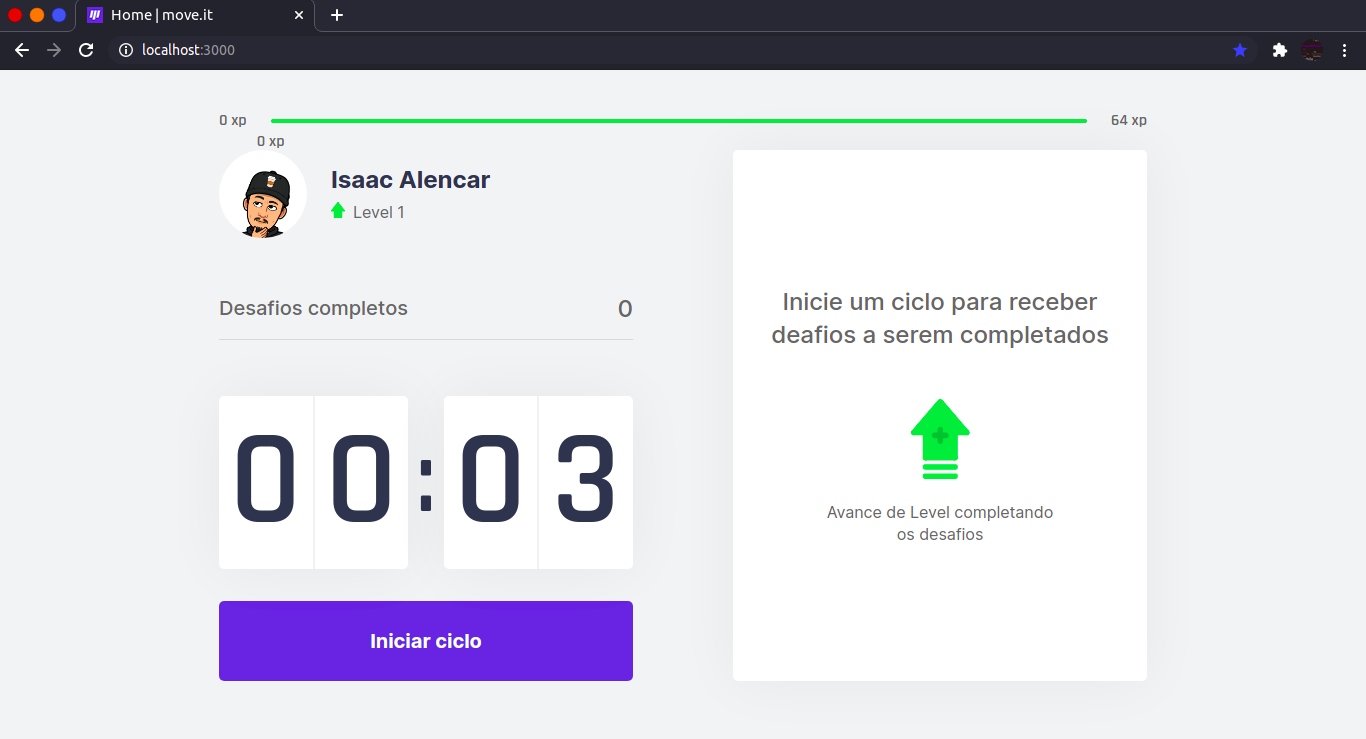 Home | move.it
localhost:3000
0 xp
64 xp
0 xp
Isaac Alencar
Level 1
Desafios completos 0
00:03
Iniciar ciclo
Inicie um ciclo para receber
deafios a serem completados
Avance de Level completando
os desafios